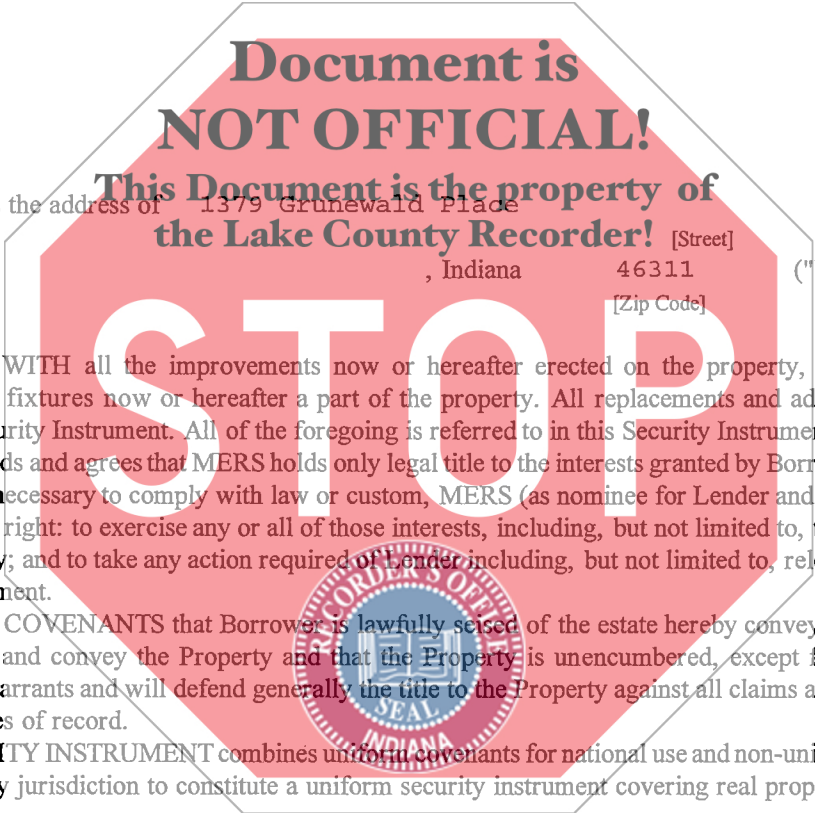 Document is
NOT OFFICIAL!
This Document is the property of
the address of 1379 Grunewald Place
the Lake County Recorder! [Street]
, Indiana 46311 ("
[Zip Code]
STOP
WITH all the improvements now or hereafter erected on the property,
fixtures now or hereafter a part of the property. All replacements and ad
urity Instrument. All of the foregoing is referred to in this Security Instrume
ds and agrees that MERS holds only legal title to the interests granted by Borr
ecessary to comply with law or custom, MERS (as nominee for Lender and
right: to exercise any or all of those interests, including, but not limited to,
y; and to take any action required of Lender including, but not limited to, rel
ment.
COVENANTS that Borrower is lawfully seised of the estate hereby convey
and convey the Property and that the Property is unencumbered, except
arrants and will defend generally the title to the Property against all claims a
s of record.
ITY INSTRUMENT combines uniform covenants for national use and non-uni
y jurisdiction to constitute a uniform security instrument covering real prop
RECORDER'S OFFICE
SEAL
INDIANA